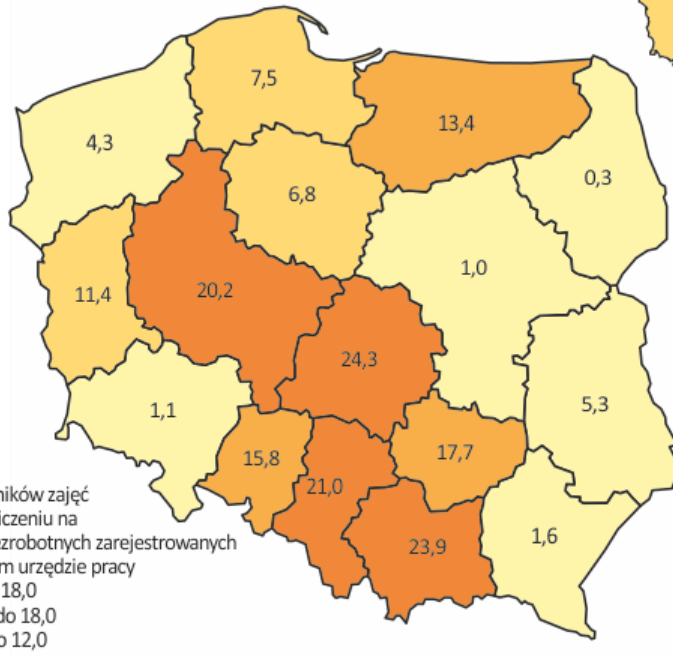 7,5
13,4
4,3
0,3
6,8
1,0
11,4
20,2
24,3
1,1
5,3
15,8
17,7
21,0
23,9
1,6
ników zajęć
iczeniu na
zrobotnych zarejestrowanych
m urzędzie pracy
18,0
do 18,0
o 12,0